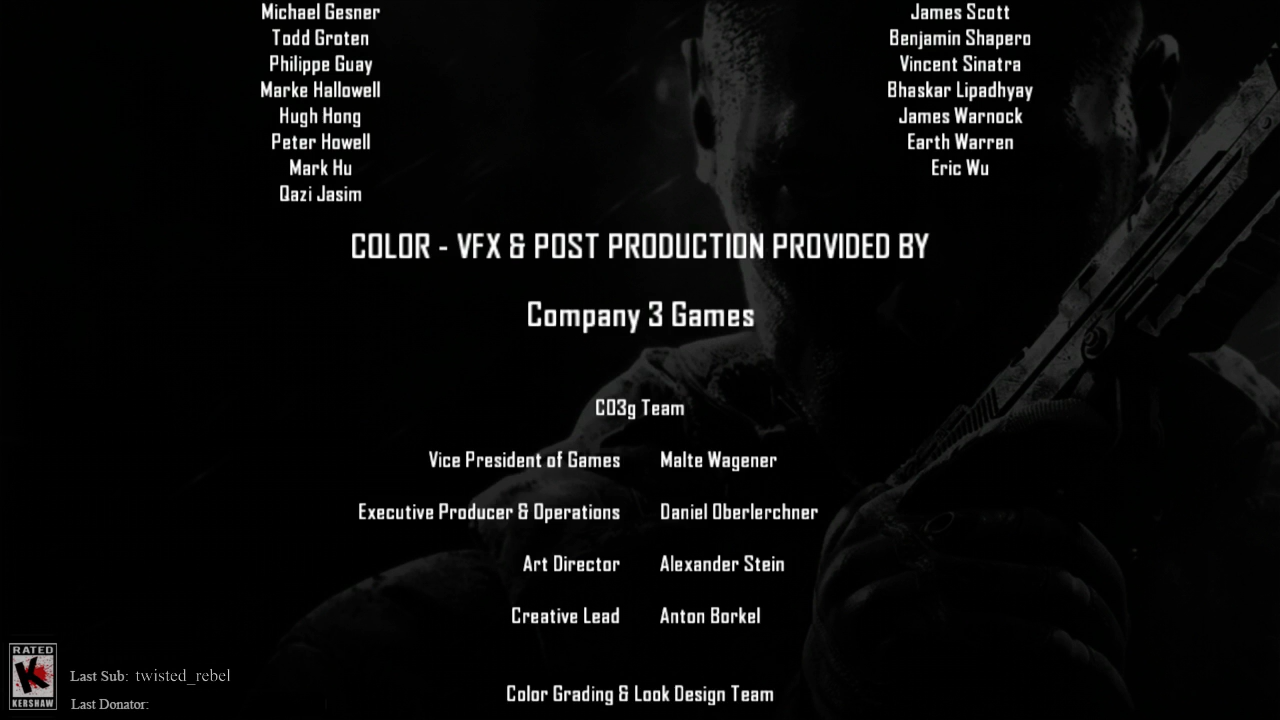 Michael Gesner
Todd Groten
Philippe Guay
Marke Hallowell
Hugh Hong
Peter Howell
Mark Hu
Qazi Jasim
James Scott
Benjamin Shapero
Vincent Sinatra
Bhaskar Lipadhyay
James Warnock
Earth Warren
Eric Wu
COLOR - VFX & POST PRODUCTION PROVIDED BY
Company 3 Games
CO3g Team
Vice President of Games Malte Wagener
Executive Producer & Operations Daniel Oberlerchner
Art Director Alexander Stein
Creative Lead Anton Borkel
Color Grading & Look Design Team
RATED
K
KERSHAW
Last Sub: twisted_rebel
Last Donator: